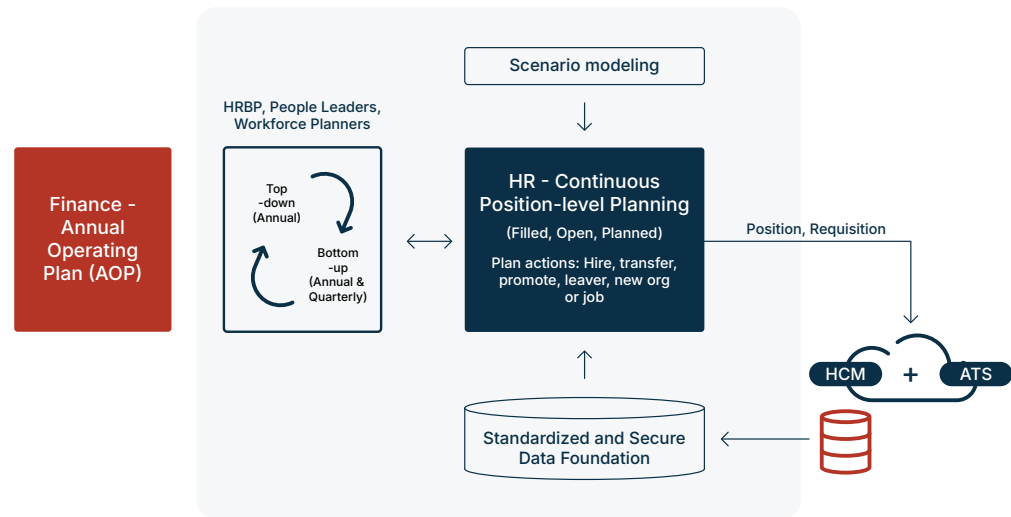 Scenario modeling
HRBP, People Leaders,
Workforce Planners
Finance -
Annual
Operating
Plan (AOP)
Top
-down
(Annual)
Bottom
-up
(Annual &
Quarterly)
HR - Continuous
Position-level Planning
(Filled, Open, Planned)
Plan actions: Hire, transfer,
promote, leaver, new org
or job
Position, Requisition
HCM
+
ATS
Standardized and Secure
Data Foundation